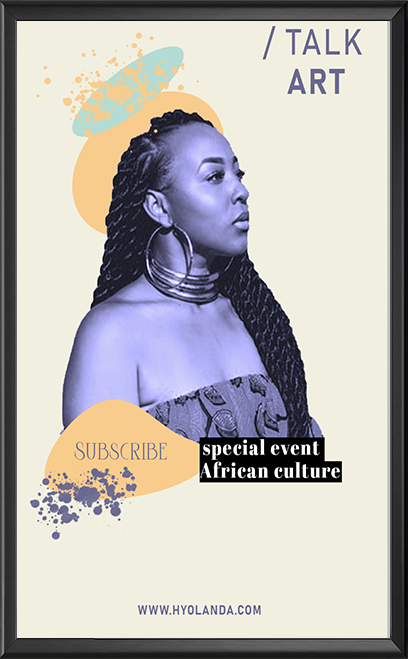 / TALK
ART
SUBSCRIBE
special event
African culture
WWW.HYOLANDA.COM